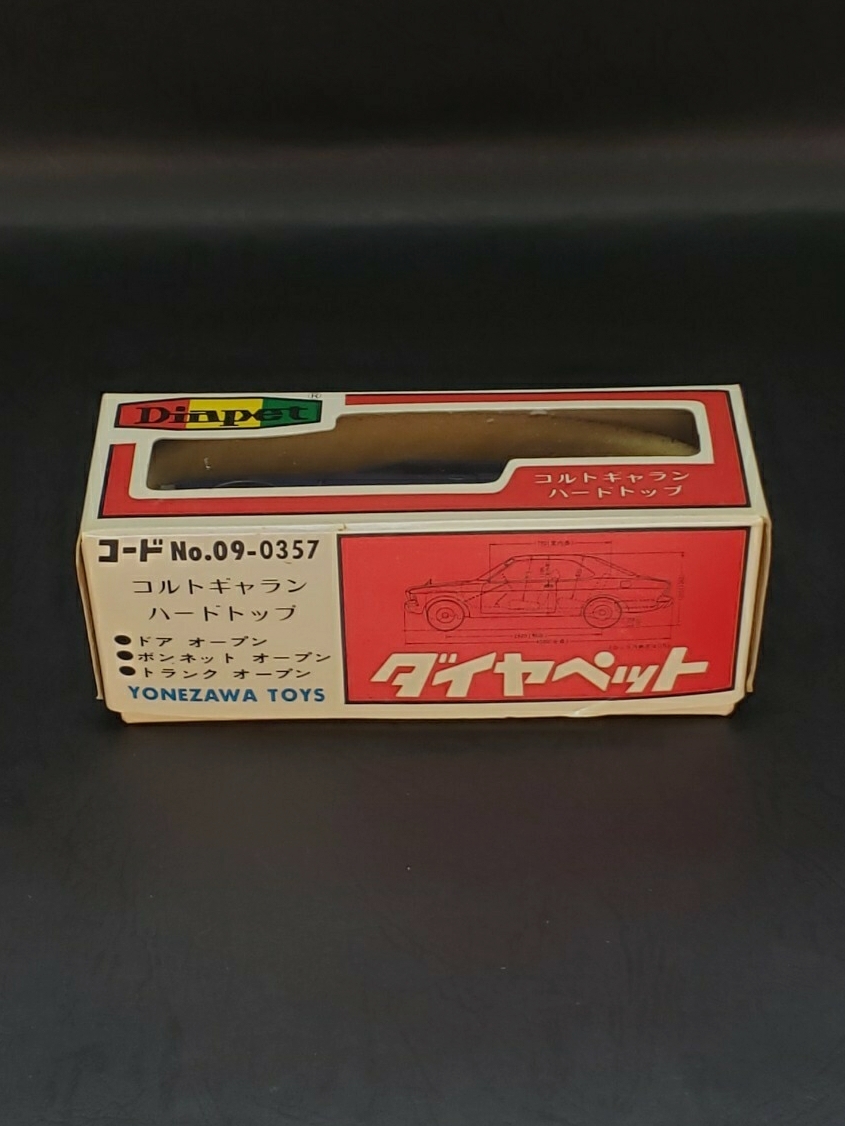 Diapet ®
コルトギャラン
ハードトップ
コード No.09-0357
コルトギャラン
ハードトップ
●ドア オープン
●ボンネット オープン
●トランク オープン
YONEZAWA TOYS
ダイヤペット